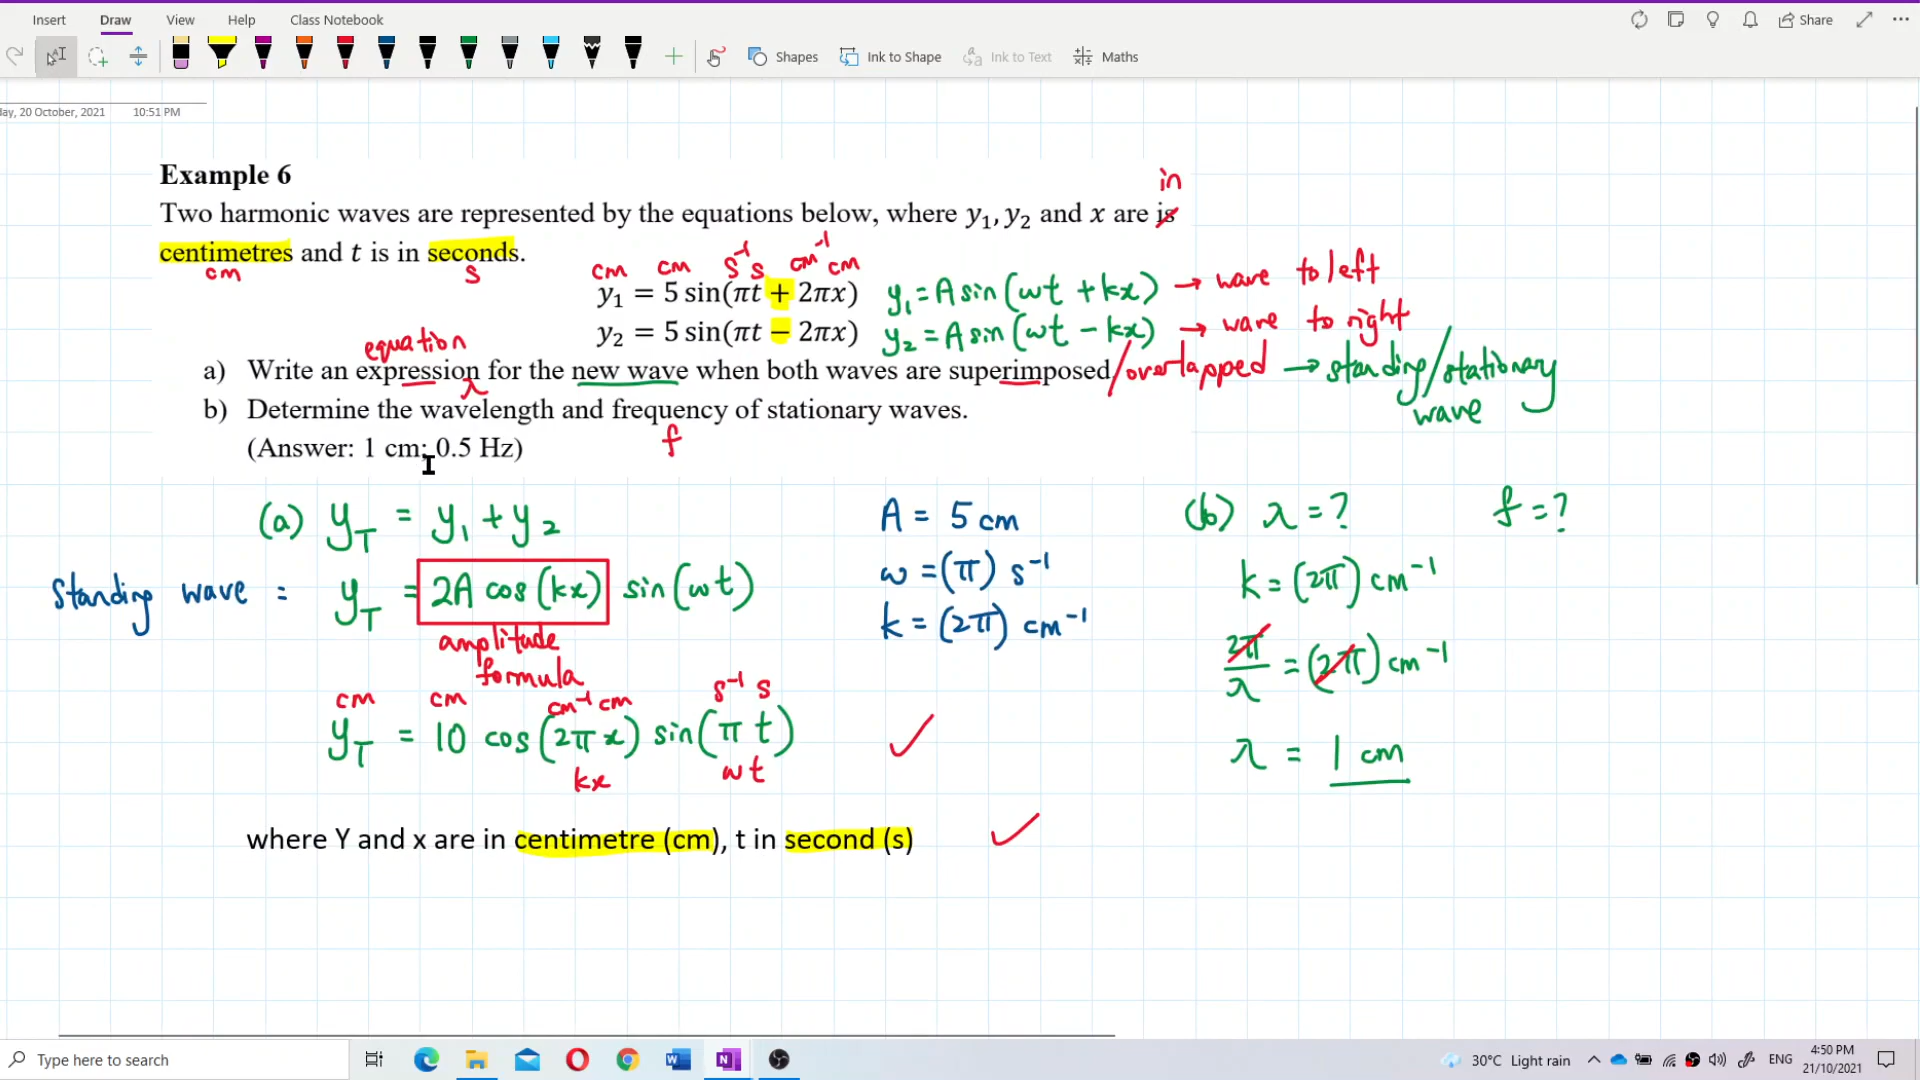 Insert Draw View Help Class Notebook Share
Shapes Ink to Shape Ink to Text Maths
day, 20 October, 2021 10:51 PM
Example 6
in
Two harmonic waves are represented by the equations below, where y₁, y₂ and x are is
centimetres and t is in seconds.
cm s
cm cm s⁻¹ s cm⁻¹ cm
y₁ = 5 sin(πt + 2πx) y₁ = A sin (ωt + kx) → wave to left
y₂ = 5 sin(πt − 2πx) y₂ = A sin (ωt − kx) → wave to right
equation
a) Write an expression for the new wave when both waves are superimposed /overlapped → standing/stationary
wave
λ
b) Determine the wavelength and frequency of stationary waves.
f
(Answer: 1 cm; 0.5 Hz)
(a) y_T = y₁ + y₂
Standing wave : y_T = 2A cos (kx) sin (ωt)
amplitude
formula
cm cm cm⁻¹ cm s⁻¹ s
y_T = 10 cos (2π x) sin (π t) ✓
kx ωt
where Y and x are in centimetre (cm), t in second (s) ✓
A = 5 cm
ω = (π) s⁻¹
k = (2π) cm⁻¹
(b) λ = ? f = ?
k = (2π) cm⁻¹
2π/λ = (2π) cm⁻¹
λ = 1 cm
Type here to search
30°C Light rain ENG 4:50 PM
21/10/2021